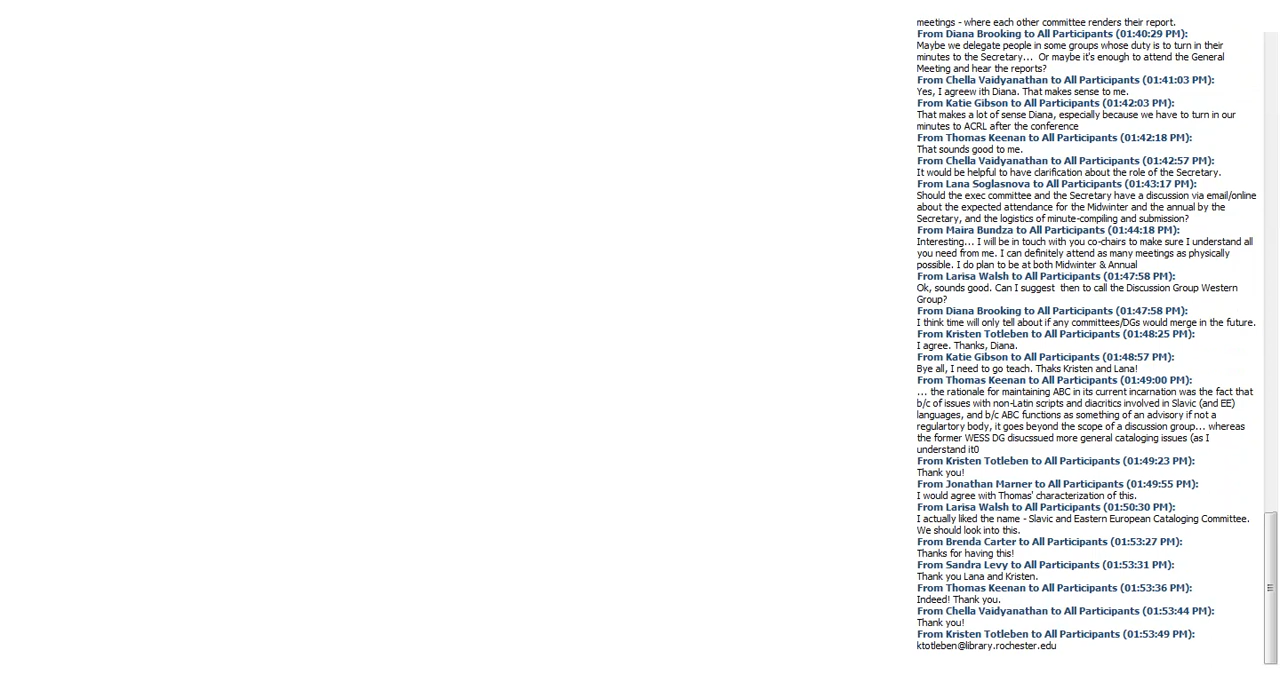 meetings - where each other committee renders their report.
From Diana Brooking to All Participants (01:40:29 PM):
Maybe we delegate people in some groups whose duty is to turn in their
minutes to the Secretary...  Or maybe it's enough to attend the General
Meeting and hear the reports?
From Chella Vaidyanathan to All Participants (01:41:03 PM):
Yes, I agreew ith Diana. That makes sense to me.
From Katie Gibson to All Participants (01:42:03 PM):
That makes a lot of sense Diana, especially because we have to turn in our
minutes to ACRL after the conference
From Thomas Keenan to All Participants (01:42:18 PM):
That sounds good to me.
From Chella Vaidyanathan to All Participants (01:42:57 PM):
It would be helpful to have clarification about the role of the Secretary.
From Lana Soglasnova to All Participants (01:43:17 PM):
Should the exec committee and the Secretary have a discussion via email/online
about the expected attendance for the Midwinter and the annual by the
Secretary, and the logistics of minute-compiling and submission?
From Maira Bundza to All Participants (01:44:18 PM):
Interesting... I will be in touch with you co-chairs to make sure I understand all
you need from me. I can definitely attend as many meetings as physically
possible. I do plan to be at both Midwinter & Annual
From Larisa Walsh to All Participants (01:47:58 PM):
Ok, sounds good. Can I suggest  then to call the Discussion Group Western
Group?
From Diana Brooking to All Participants (01:47:58 PM):
I think time will only tell about if any committees/DGs would merge in the future.
From Kristen Totleben to All Participants (01:48:25 PM):
I agree. Thanks, Diana.
From Katie Gibson to All Participants (01:48:57 PM):
Bye all, I need to go teach. Thaks Kristen and Lana!
From Thomas Keenan to All Participants (01:49:00 PM):
... the rationale for maintaining ABC in its current incarnation was the fact that
b/c of issues with non-Latin scripts and diacritics involved in Slavic (and EE)
languages, and b/c ABC functions as something of an advisory if not a
regulartory body, it goes beyond the scope of a discussion group... whereas
the former WESS DG disucssued more general cataloging issues (as I
understand it0
From Kristen Totleben to All Participants (01:49:23 PM):
Thank you!
From Jonathan Marner to All Participants (01:49:55 PM):
I would agree with Thomas' characterization of this.
From Larisa Walsh to All Participants (01:50:30 PM):
I actually liked the name - Slavic and Eastern European Cataloging Committee.
We should look into this.
From Brenda Carter to All Participants (01:53:27 PM):
Thanks for having this!
From Sandra Levy to All Participants (01:53:31 PM):
Thank you Lana and Kristen.
From Thomas Keenan to All Participants (01:53:36 PM):
Indeed! Thank you.
From Chella Vaidyanathan to All Participants (01:53:44 PM):
Thank you!
From Kristen Totleben to All Participants (01:53:49 PM):
ktotleben@library.rochester.edu